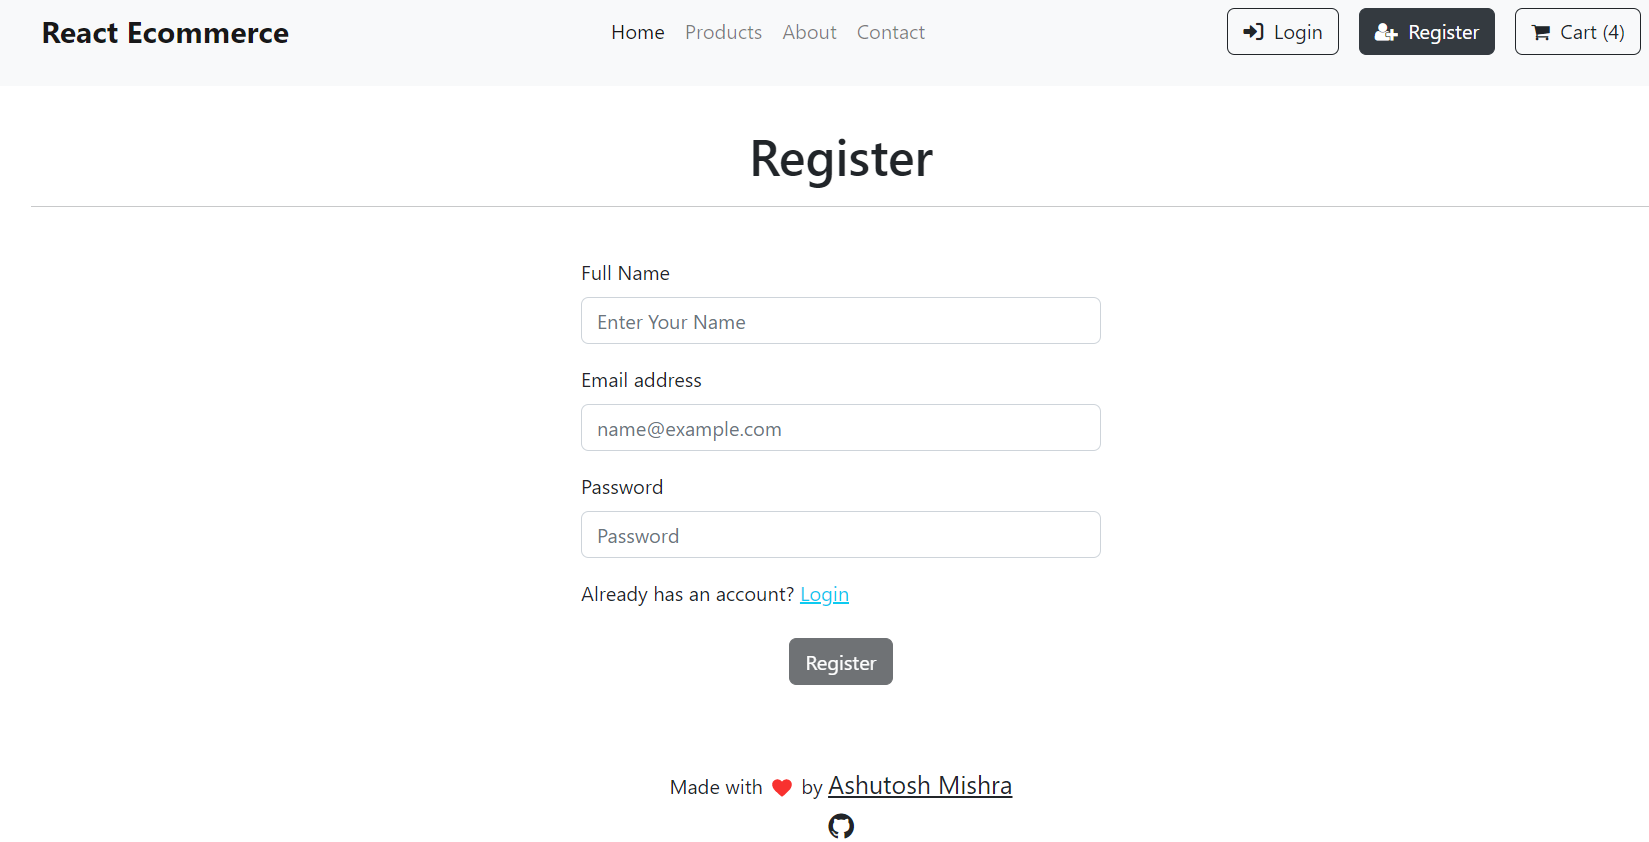 React Ecommerce Home Products About Contact Login Register Cart (4)
Register
Full Name
Enter Your Name
Email address
name@example.com
Password
Password
Already has an account? Login
Register
Made with by Ashutosh Mishra